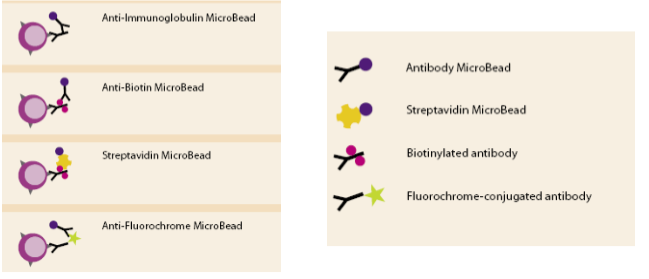 Anti-Immunoglobulin MicroBead
Anti-Biotin MicroBead
Streptavidin MicroBead
Anti-Fluorochrome MicroBead
Antibody MicroBead
Streptavidin MicroBead
Biotinylated antibody
Fluorochrome-conjugated antibody